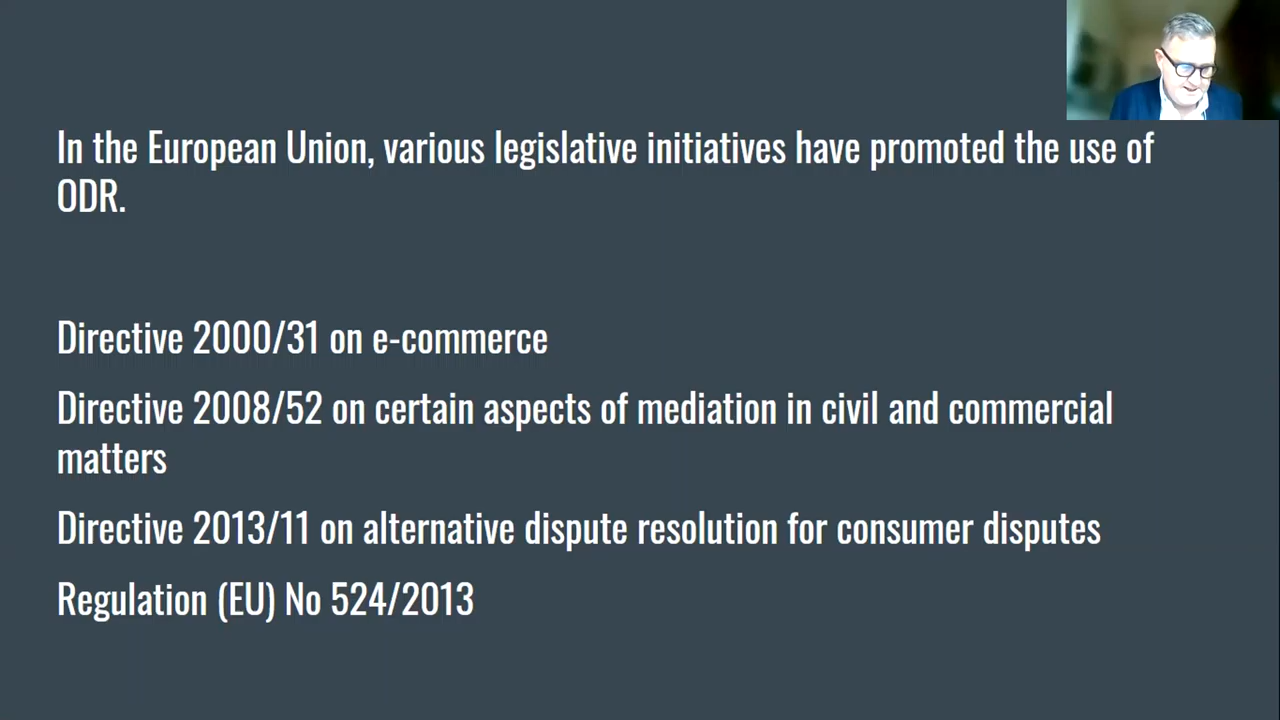 In the European Union, various legislative initiatives have promoted the use of
ODR.
Directive 2000/31 on e-commerce
Directive 2008/52 on certain aspects of mediation in civil and commercial
matters
Directive 2013/11 on alternative dispute resolution for consumer disputes
Regulation (EU) No 524/2013